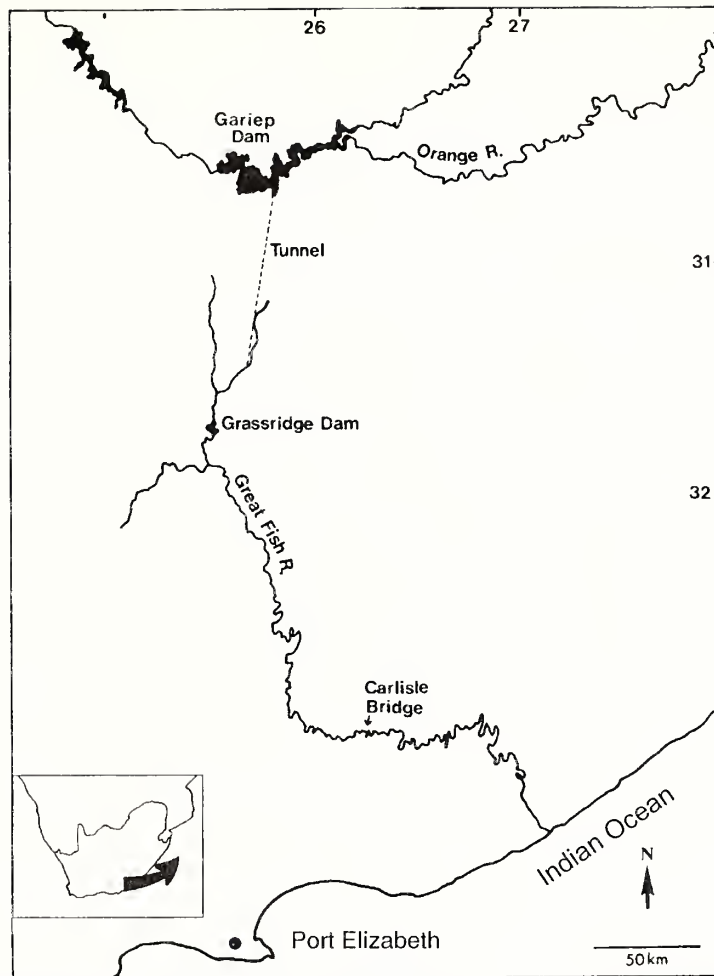 26
27
Gariep
Dam
Orange R.
Tunnel
31
Grassridge Dam
32
Great Fish R.
Carlisle
Bridge
Indian Ocean
N
Port Elizabeth
50 km